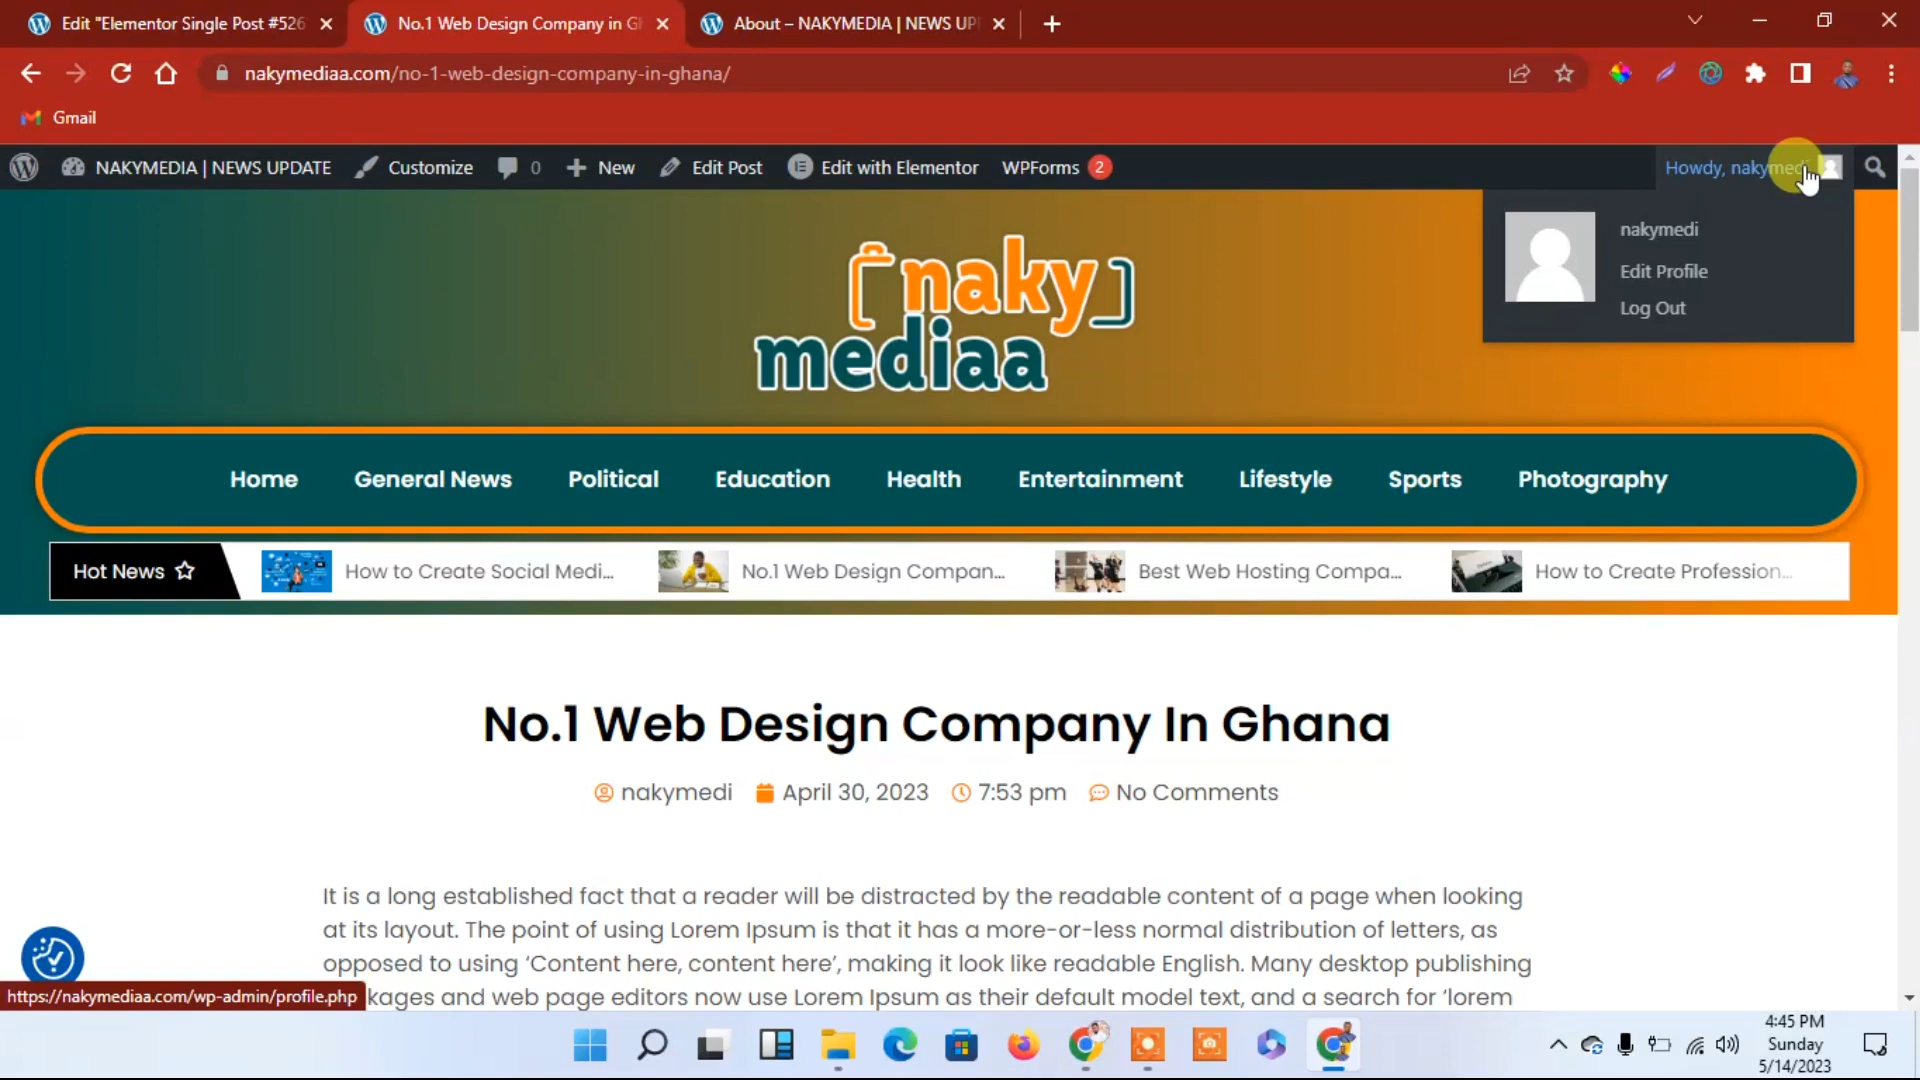 Edit "Elementor Single Post #526
No.1 Web Design Company in G
About – NAKYMEDIA | NEWS UP
nakymediaa.com/no-1-web-design-company-in-ghana/
Gmail
NAKYMEDIA | NEWS UPDATE
Customize
0
New
Edit Post
Edit with Elementor
WPForms 2
Howdy, nakymedi
nakymedi
Edit Profile
Log Out
naky
mediaa
Home
General News
Political
Education
Health
Entertainment
Lifestyle
Sports
Photography
Hot News
How to Create Social Medi...
No.1 Web Design Compan...
Best Web Hosting Compa...
How to Create Profession...
No.1 Web Design Company In Ghana
nakymedi
April 30, 2023
7:53 pm
No Comments
It is a long established fact that a reader will be distracted by the readable content of a page when looking
at its layout. The point of using Lorem Ipsum is that it has a more-or-less normal distribution of letters, as
opposed to using ‘Content here, content here’, making it look like readable English. Many desktop publishing
kages and web page editors now use Lorem Ipsum as their default model text, and a search for ‘lorem
https://nakymediaa.com/wp-admin/profile.php
4:45 PM
Sunday
5/14/2023